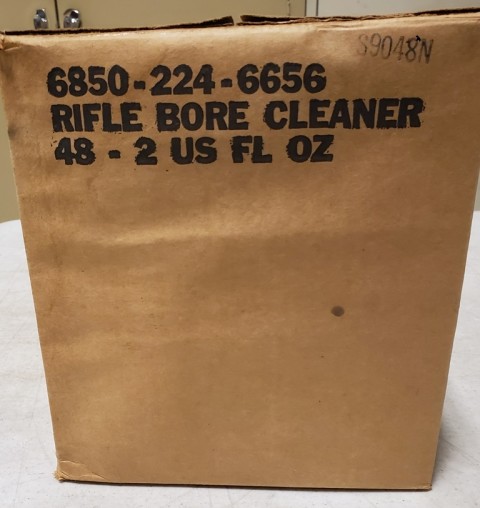 S9048N
6850-224-6656
RIFLE BORE CLEANER
48 - 2 US FL OZ